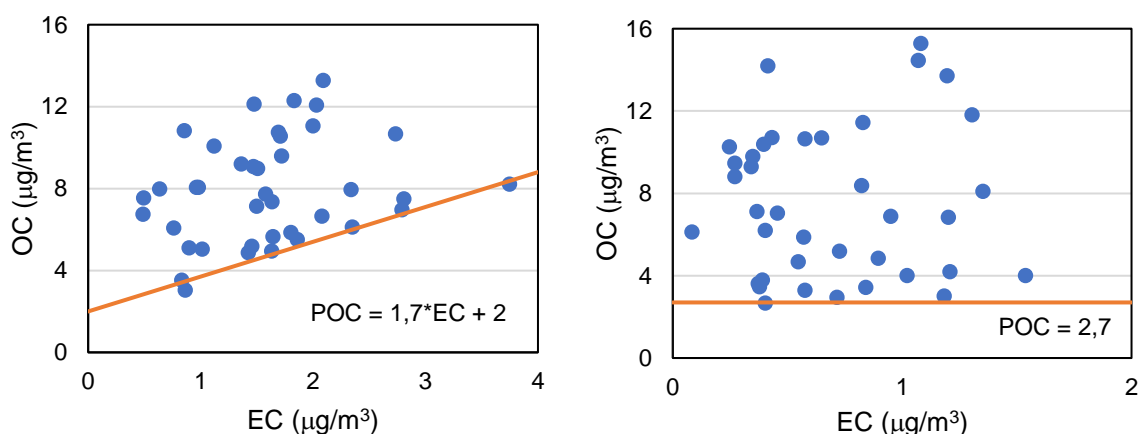 16
12
8
4
0
OC (μg/m³)
POC = 1,7*EC + 2
0 1 2 3 4
EC (μg/m³)
16
12
8
4
0
OC (μg/m³)
POC = 2,7
0 1 2
EC (μg/m³)